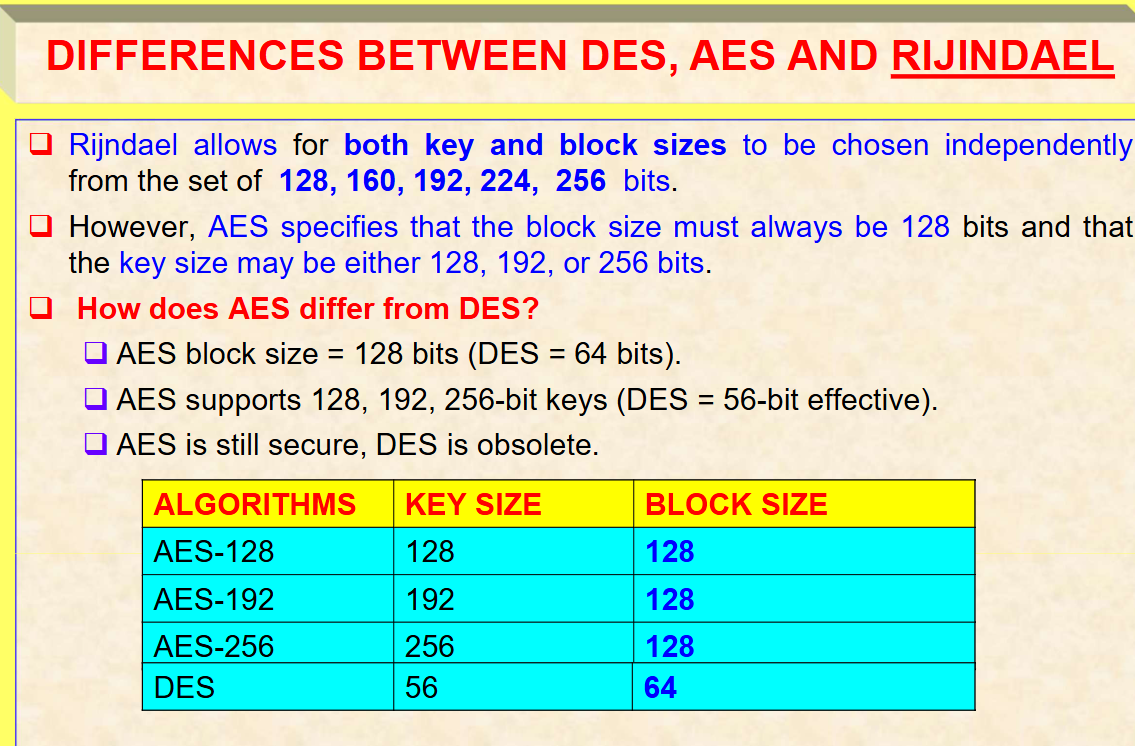 DIFFERENCES BETWEEN DES, AES AND RIJINDAEL
Rijndael allows for both key and block sizes to be chosen independently
from the set of 128, 160, 192, 224, 256 bits.
However, AES specifies that the block size must always be 128 bits and that
the key size may be either 128, 192, or 256 bits.
How does AES differ from DES?
AES block size = 128 bits (DES = 64 bits).
AES supports 128, 192, 256-bit keys (DES = 56-bit effective).
AES is still secure, DES is obsolete.
ALGORITHMS KEY SIZE BLOCK SIZE
AES-128 128 128
AES-192 192 128
AES-256 256 128
DES 56 64